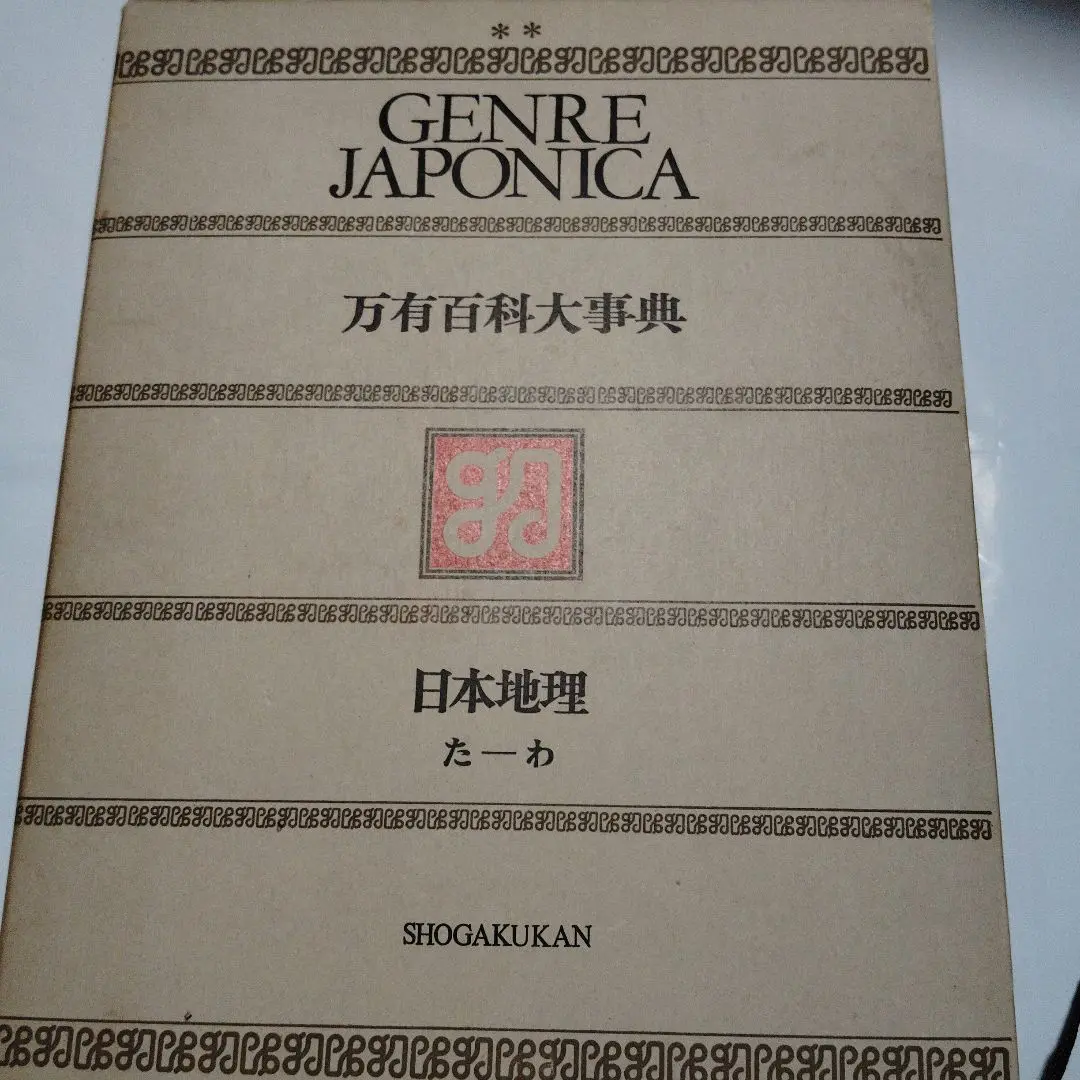 **
GENRE
JAPONICA
万有百科大事典
日本地理
た—わ
SHOGAKUKAN